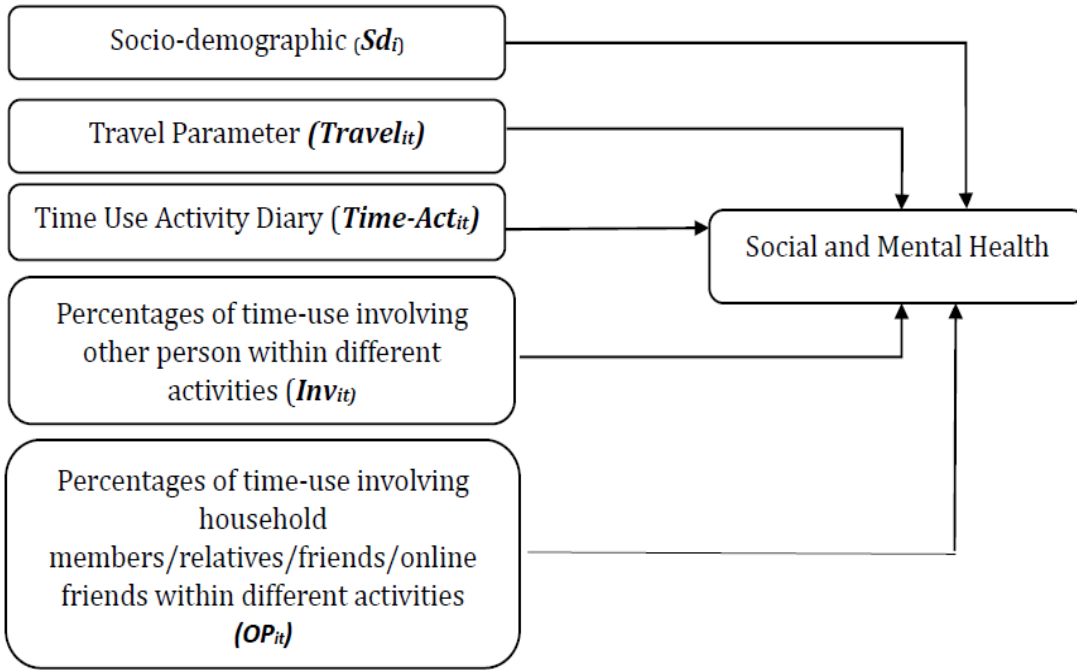 Socio-demographic (Sdi)
Travel Parameter (Travelit)
Time Use Activity Diary (Time-Actit)
Social and Mental Health
Percentages of time-use involving
other person within different
activities (Invit)
Percentages of time-use involving
household
members/relatives/friends/online
friends within different activities
(OPit)